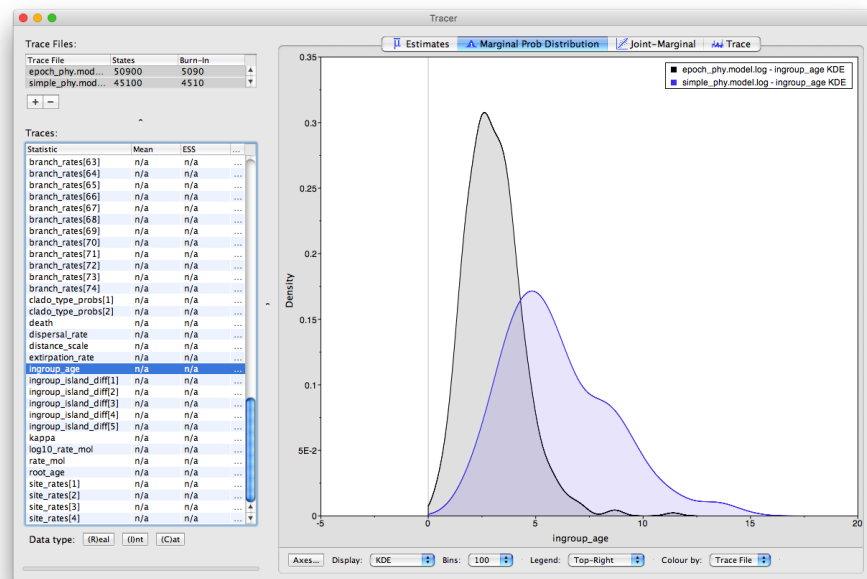 Tracer
Trace Files:
Trace File States Burn-In
epoch_phy.mod... 50900 5090
simple_phy.mod... 45100 4510
+ −
Traces:
Statistic Mean ESS ...
branch_rates[63] n/a n/a ...
branch_rates[64] n/a n/a ...
branch_rates[65] n/a n/a ...
branch_rates[66] n/a n/a ...
branch_rates[67] n/a n/a ...
branch_rates[68] n/a n/a ...
branch_rates[69] n/a n/a ...
branch_rates[70] n/a n/a ...
branch_rates[71] n/a n/a ...
branch_rates[72] n/a n/a ...
branch_rates[73] n/a n/a ...
branch_rates[74] n/a n/a ...
clado_type_probs[1] n/a n/a ...
clado_type_probs[2] n/a n/a ...
death n/a n/a ...
dispersal_rate n/a n/a ...
distance_scale n/a n/a ...
extirpation_rate n/a n/a ...
ingroup_age n/a n/a ...
ingroup_island_diff[1] n/a n/a ...
ingroup_island_diff[2] n/a n/a ...
ingroup_island_diff[3] n/a n/a ...
ingroup_island_diff[4] n/a n/a ...
ingroup_island_diff[5] n/a n/a ...
kappa n/a n/a ...
log10_rate_mol n/a n/a ...
rate_mol n/a n/a ...
root_age n/a n/a ...
site_rates[1] n/a n/a ...
site_rates[2] n/a n/a ...
site_rates[3] n/a n/a ...
site_rates[4] n/a n/a ...
Data type: (R)eal (I)nt (C)at
Estimates Marginal Prob Distribution Joint-Marginal Trace
epoch_phy.model.log - ingroup_age KDE
simple_phy.model.log - ingroup_age KDE
0.35
0.3
0.25
0.2
0.15
0.1
5E-2
0
Density
-5 0 5 10 15 20
ingroup_age
Axes... Display: KDE Bins: 100 Legend: Top-Right Colour by: Trace File